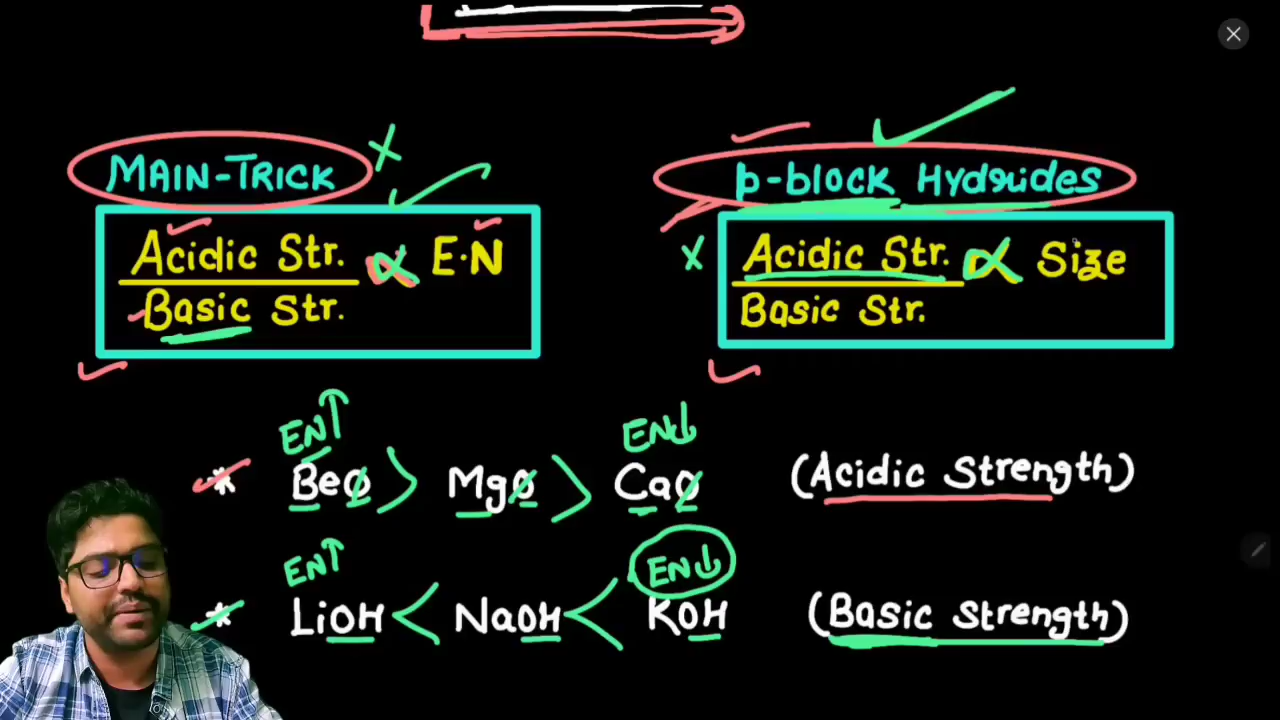 MAIN-TRICK
Acidic Str. ∝ E·N
Basic Str.
p-block Hydrides
Acidic Str. ∝ Size
Basic Str.
EN↑ EN↓
* BeO > MgO > CaO (Acidic Strength)
EN↑ EN↓
* LiOH < NaOH < KOH (Basic Strength)